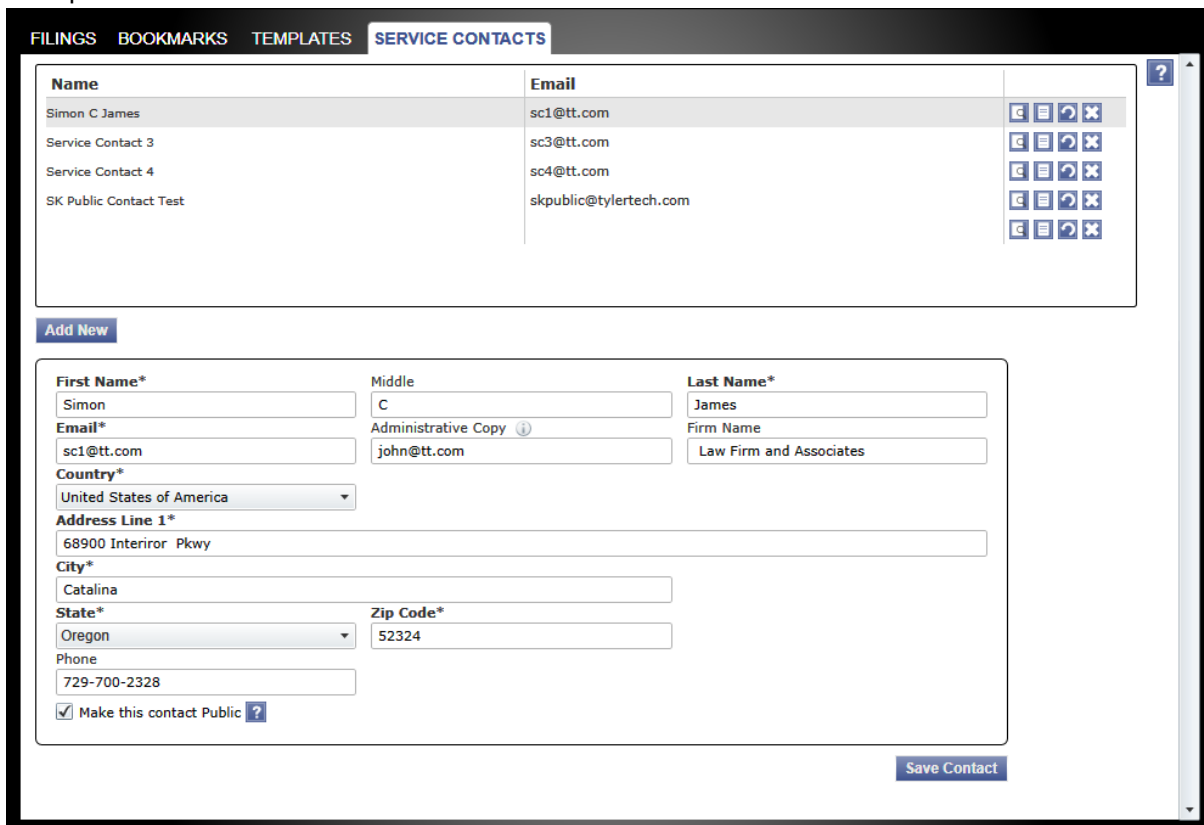 FILINGS BOOKMARKS TEMPLATES SERVICE CONTACTS
?
Name Email
Simon C James sc1@tt.com
Service Contact 3 sc3@tt.com
Service Contact 4 sc4@tt.com
SK Public Contact Test skpublic@tylertech.com
Add New
First Name* Middle Last Name*
Simon C James
Email* Administrative Copy i Firm Name
sc1@tt.com john@tt.com Law Firm and Associates
Country*
United States of America
Address Line 1*
68900 Interiror Pkwy
City*
Catalina
State* Zip Code*
Oregon 52324
Phone
729-700-2328
Make this contact Public ?
Save Contact